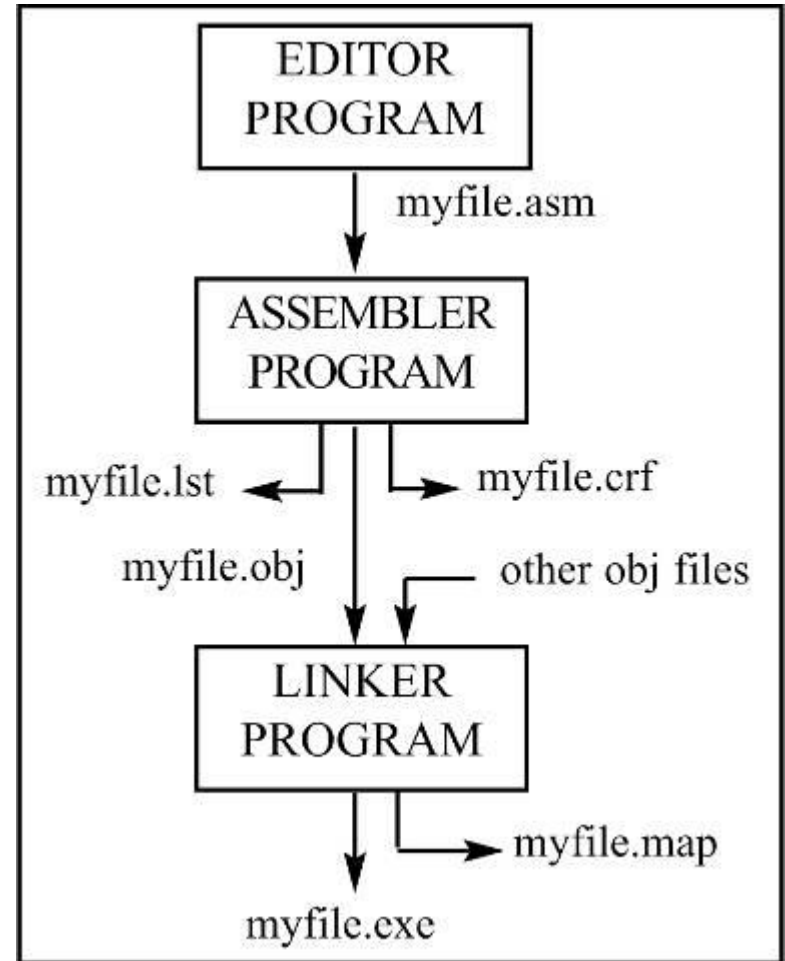 EDITOR
PROGRAM
myfile.asm
ASSEMBLER
PROGRAM
myfile.lst
myfile.crf
myfile.obj
other obj files
LINKER
PROGRAM
myfile.map
myfile.exe